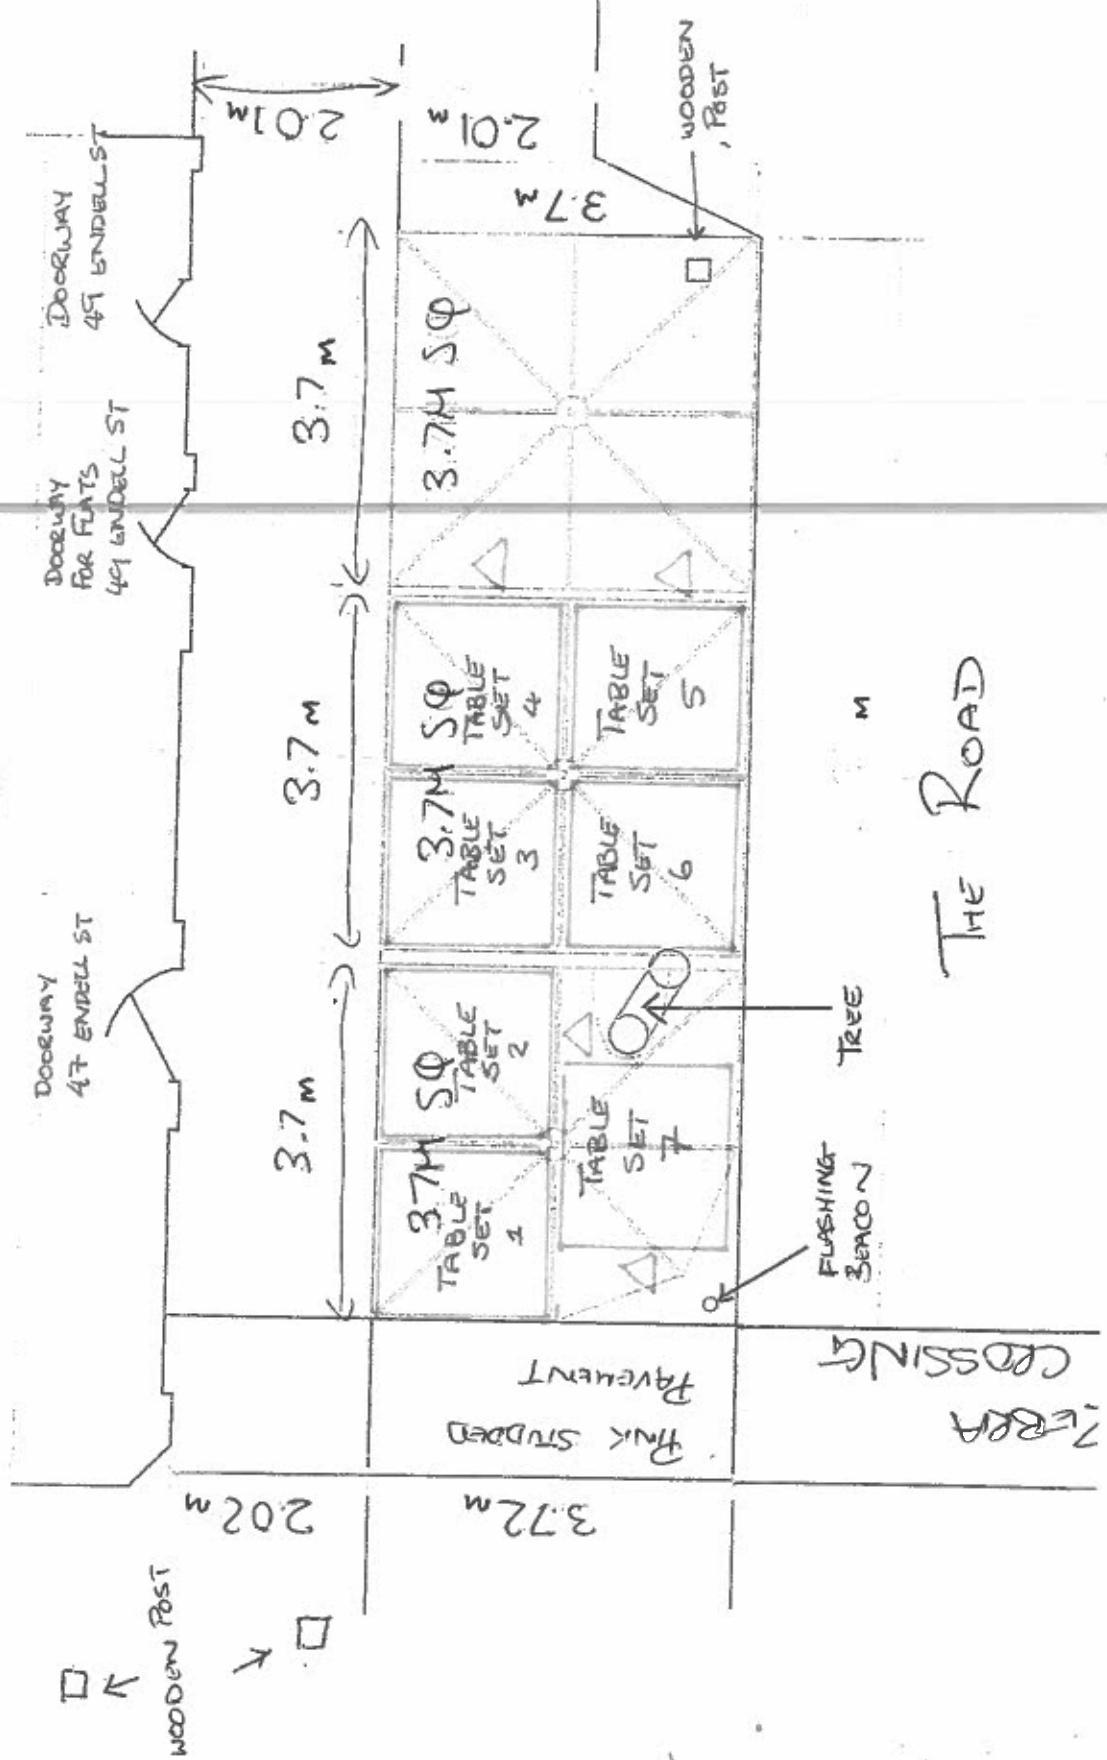 DOORWAY
47 ENDELL ST
DOORWAY
FOR FLATS
49 ENDELL ST
DOORWAY
49 ENDELL ST
2.01M
2.01M
3.7M
WOODEN
POST
3.7M
3.7M
3.7M
3.7M SQ
3.7M SQ
3.7M SQ
TABLE
SET
1
TABLE
SET
2
TABLE
SET
3
TABLE
SET
4
TABLE
SET
5
TABLE
SET
6
TABLE
SET
7
TREE
FLASHING
BEACON
M
THE ROAD
PINK STUDDED
PAVEMENT
ZEBRA
CROSSING
2.02M
3.72M
WOODEN POST